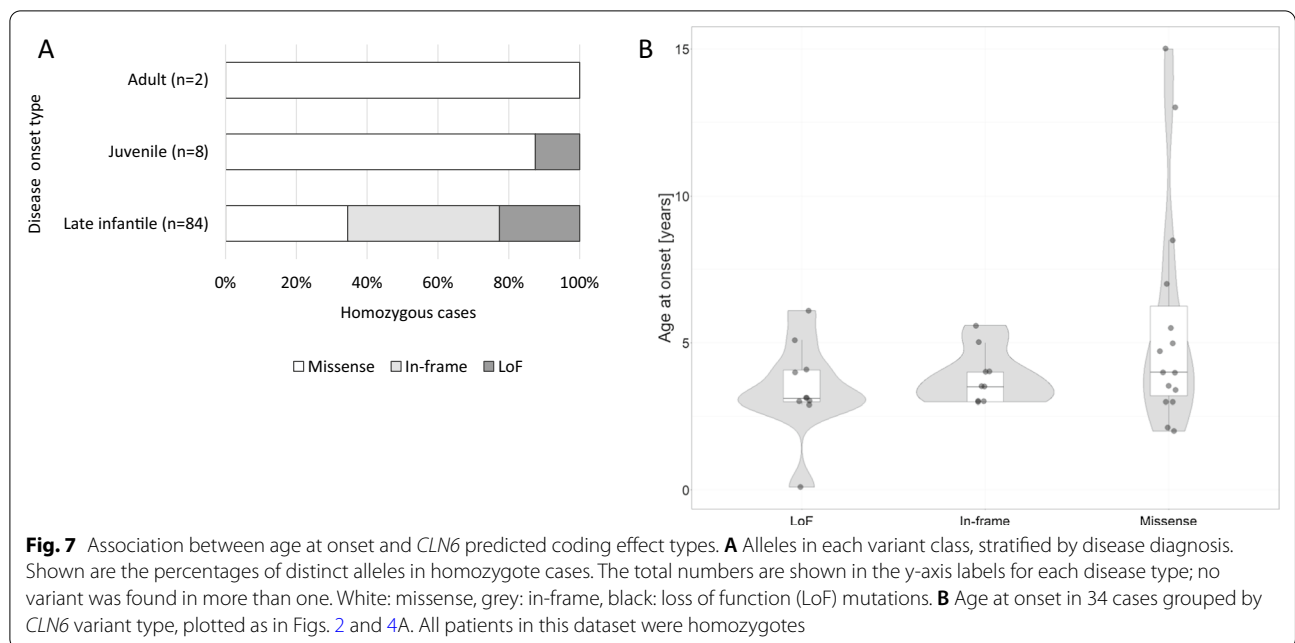 A
Disease onset type
Adult (n=2)
Juvenile (n=8)
Late infantile (n=84)
0% 20% 40% 60% 80% 100%
Homozygous cases
Missense In-frame LoF
B
Age at onset [years]
15
10
5
0
LoF In-frame Missense
Fig. 7 Association between age at onset and CLN6 predicted coding effect types. A Alleles in each variant class, stratified by disease diagnosis.
Shown are the percentages of distinct alleles in homozygote cases. The total numbers are shown in the y-axis labels for each disease type; no
variant was found in more than one. White: missense, grey: in-frame, black: loss of function (LoF) mutations. B Age at onset in 34 cases grouped by
CLN6 variant type, plotted as in Figs. 2 and 4A. All patients in this dataset were homozygotes